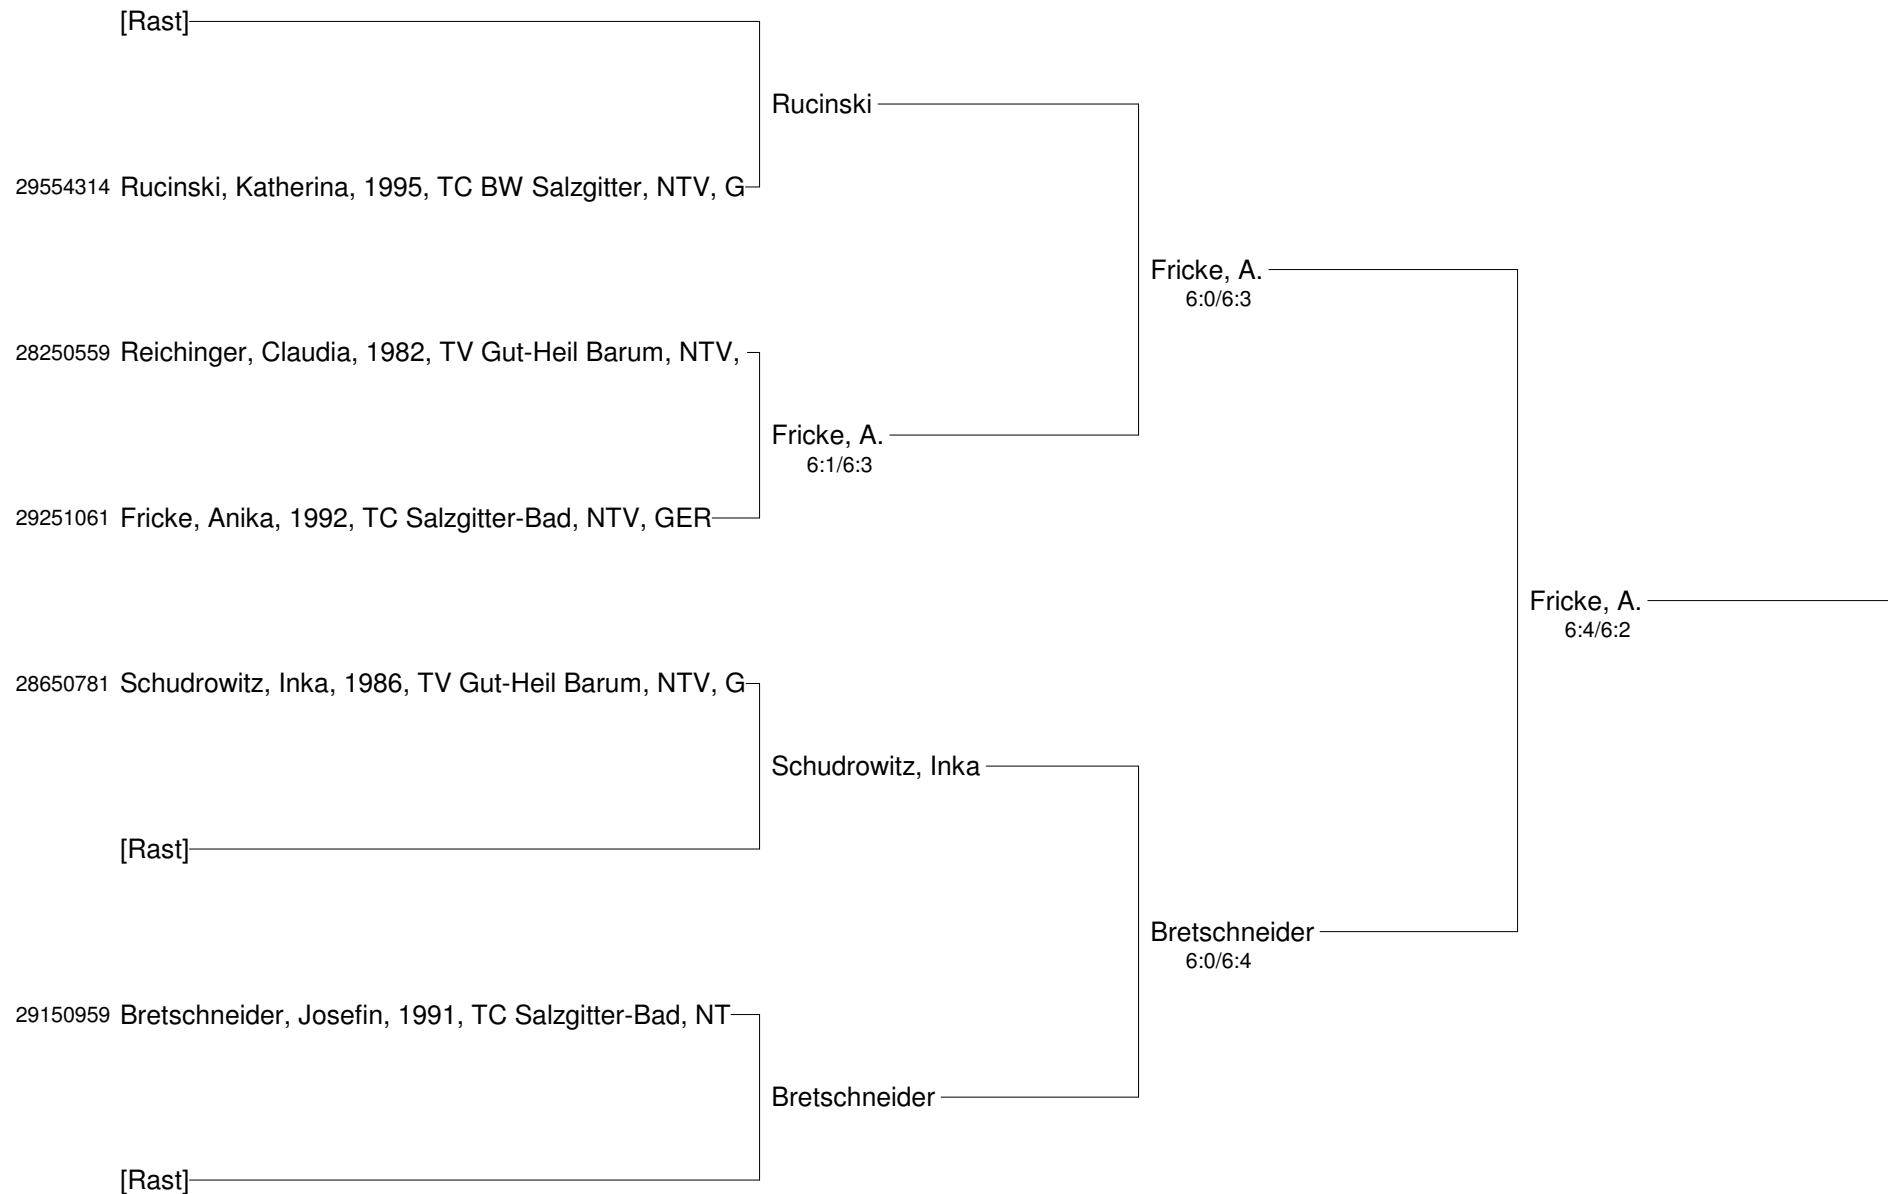 [Rast]
Rucinski
29554314 Rucinski, Katherina, 1995, TC BW Salzgitter, NTV, G
Fricke, A.
6:0/6:3
28250559 Reichinger, Claudia, 1982, TV Gut-Heil Barum, NTV,
Fricke, A.
6:1/6:3
29251061 Fricke, Anika, 1992, TC Salzgitter-Bad, NTV, GER
Fricke, A.
6:4/6:2
28650781 Schudrowitz, Inka, 1986, TV Gut-Heil Barum, NTV, G
Schudrowitz, Inka
[Rast]
Bretschneider
6:0/6:4
29150959 Bretschneider, Josefin, 1991, TC Salzgitter-Bad, NT
Bretschneider
[Rast]